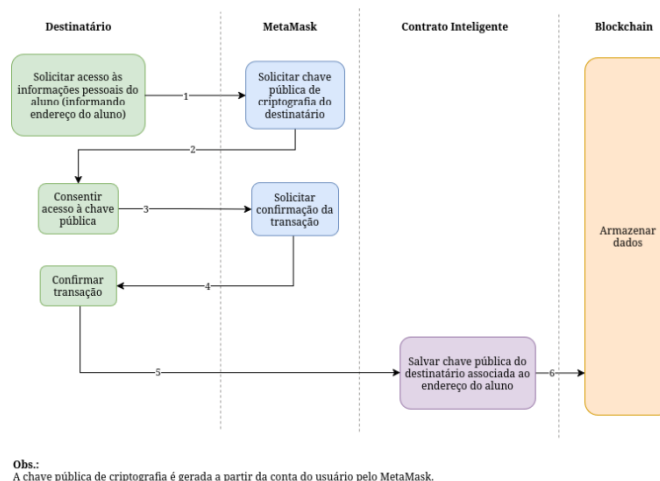 Destinatário
MetaMask
Contrato Inteligente
Blockchain
Solicitar acesso às
informações pessoais do
aluno (informando
endereço do aluno)
1
Solicitar chave
pública de
criptografia do
destinatário
2
Consentir
acesso à chave
pública
3
Solicitar
confirmação da
transação
Armazenar
dados
Confirmar
transação
4
5
Salvar chave pública do
destinatário associada ao
endereço do aluno
6
Obs.:
A chave pública de criptografia é gerada a partir da conta do usuário pelo MetaMask.